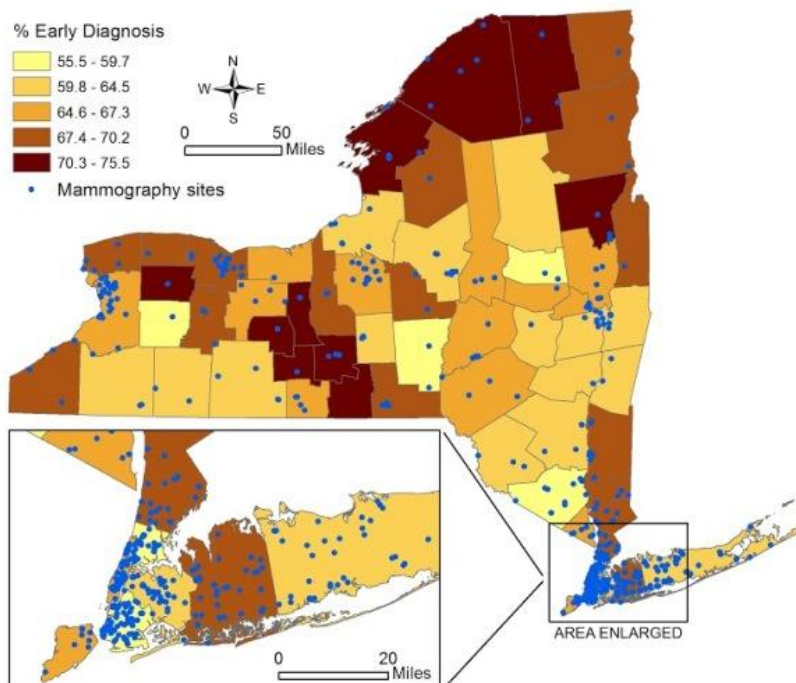 % Early Diagnosis
55.5 - 59.7
59.8 - 64.5
64.6 - 67.3
67.4 - 70.2
70.3 - 75.5
Mammography sites
N
W E
S
0 50
Miles
AREA ENLARGED
0 20
Miles